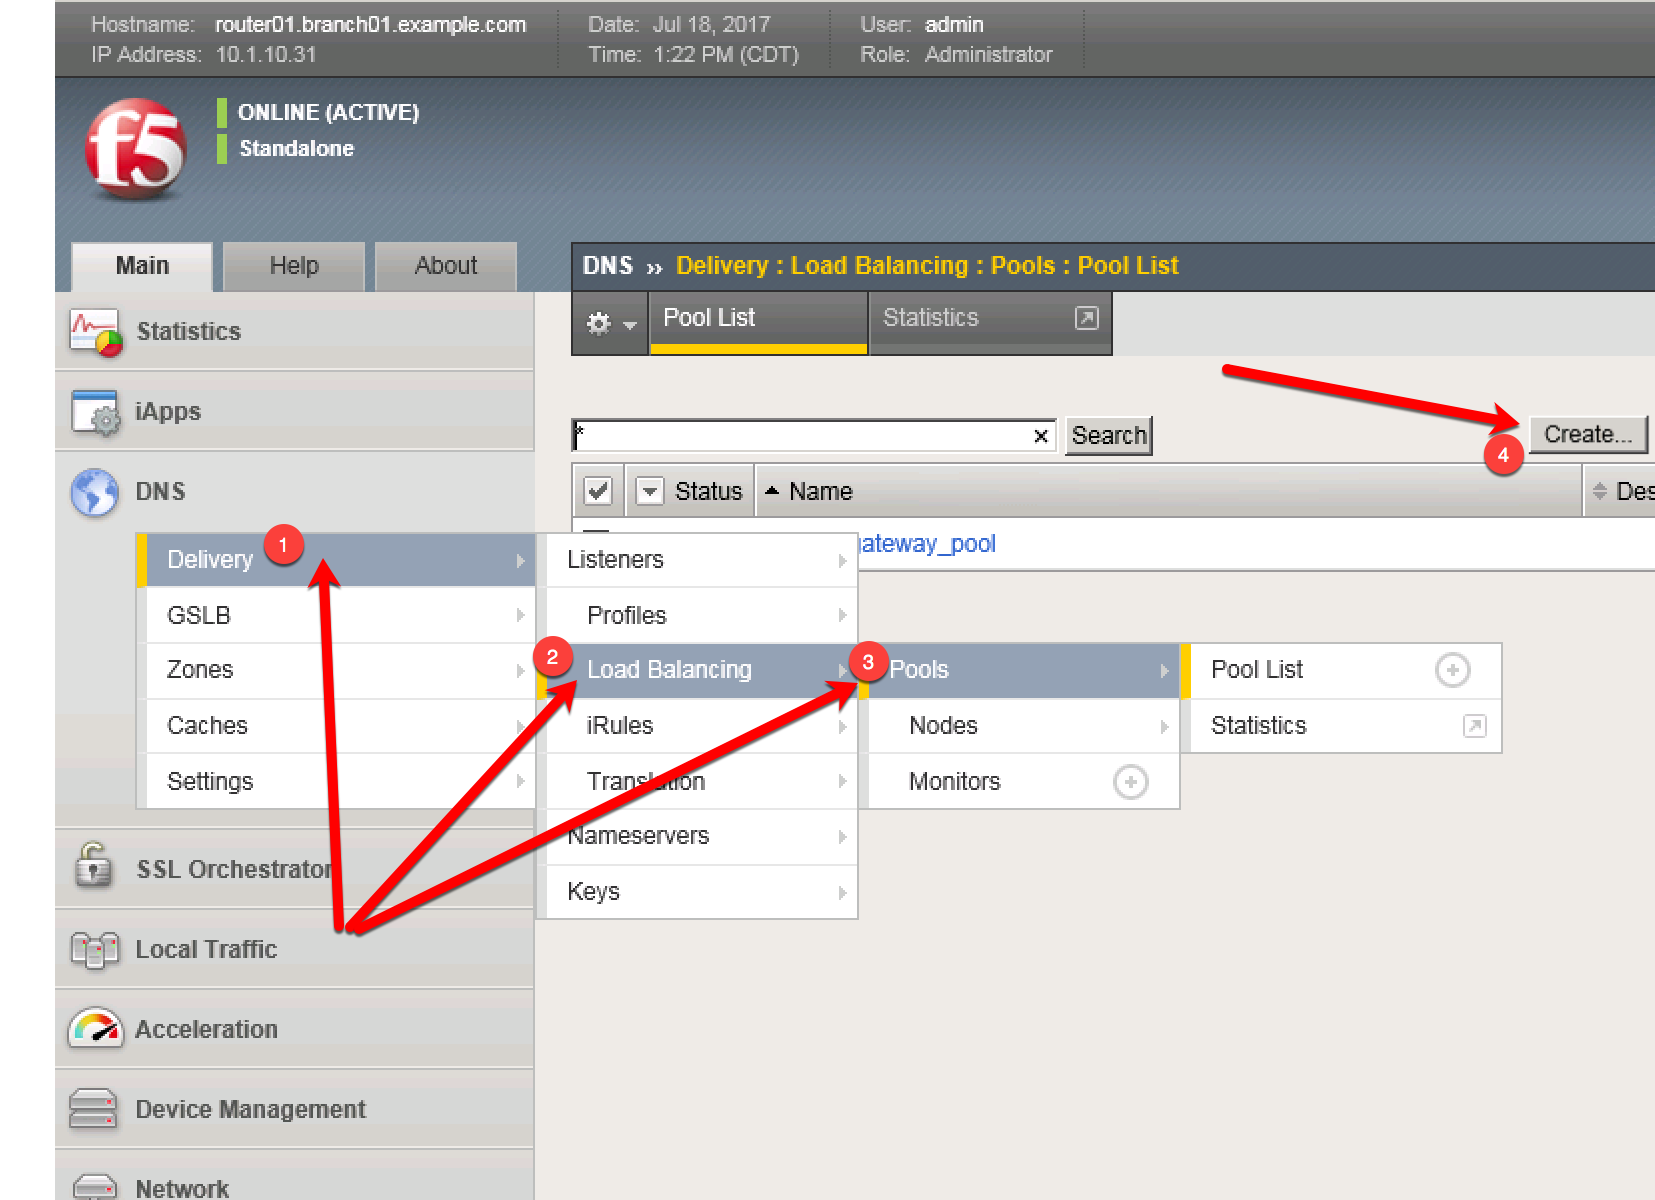 Hostname: router01.branch01.example.com Date: Jul 18, 2017 User: admin
IP Address: 10.1.10.31 Time: 1:22 PM (CDT) Role: Administrator
f5
ONLINE (ACTIVE)
Standalone
Main Help About
DNS » Delivery : Load Balancing : Pools : Pool List
Pool List Statistics
Statistics
iApps
* × Search Create...
4
Status Name Des
DNS
ateway_pool
Delivery 1
GSLB
Zones
Caches
Settings
Listeners
Profiles
2 Load Balancing
iRules
Translation
Nameservers
Keys
3 Pools
Nodes
Monitors
Pool List
Statistics
SSL Orchestrator
Local Traffic
Acceleration
Device Management
Network